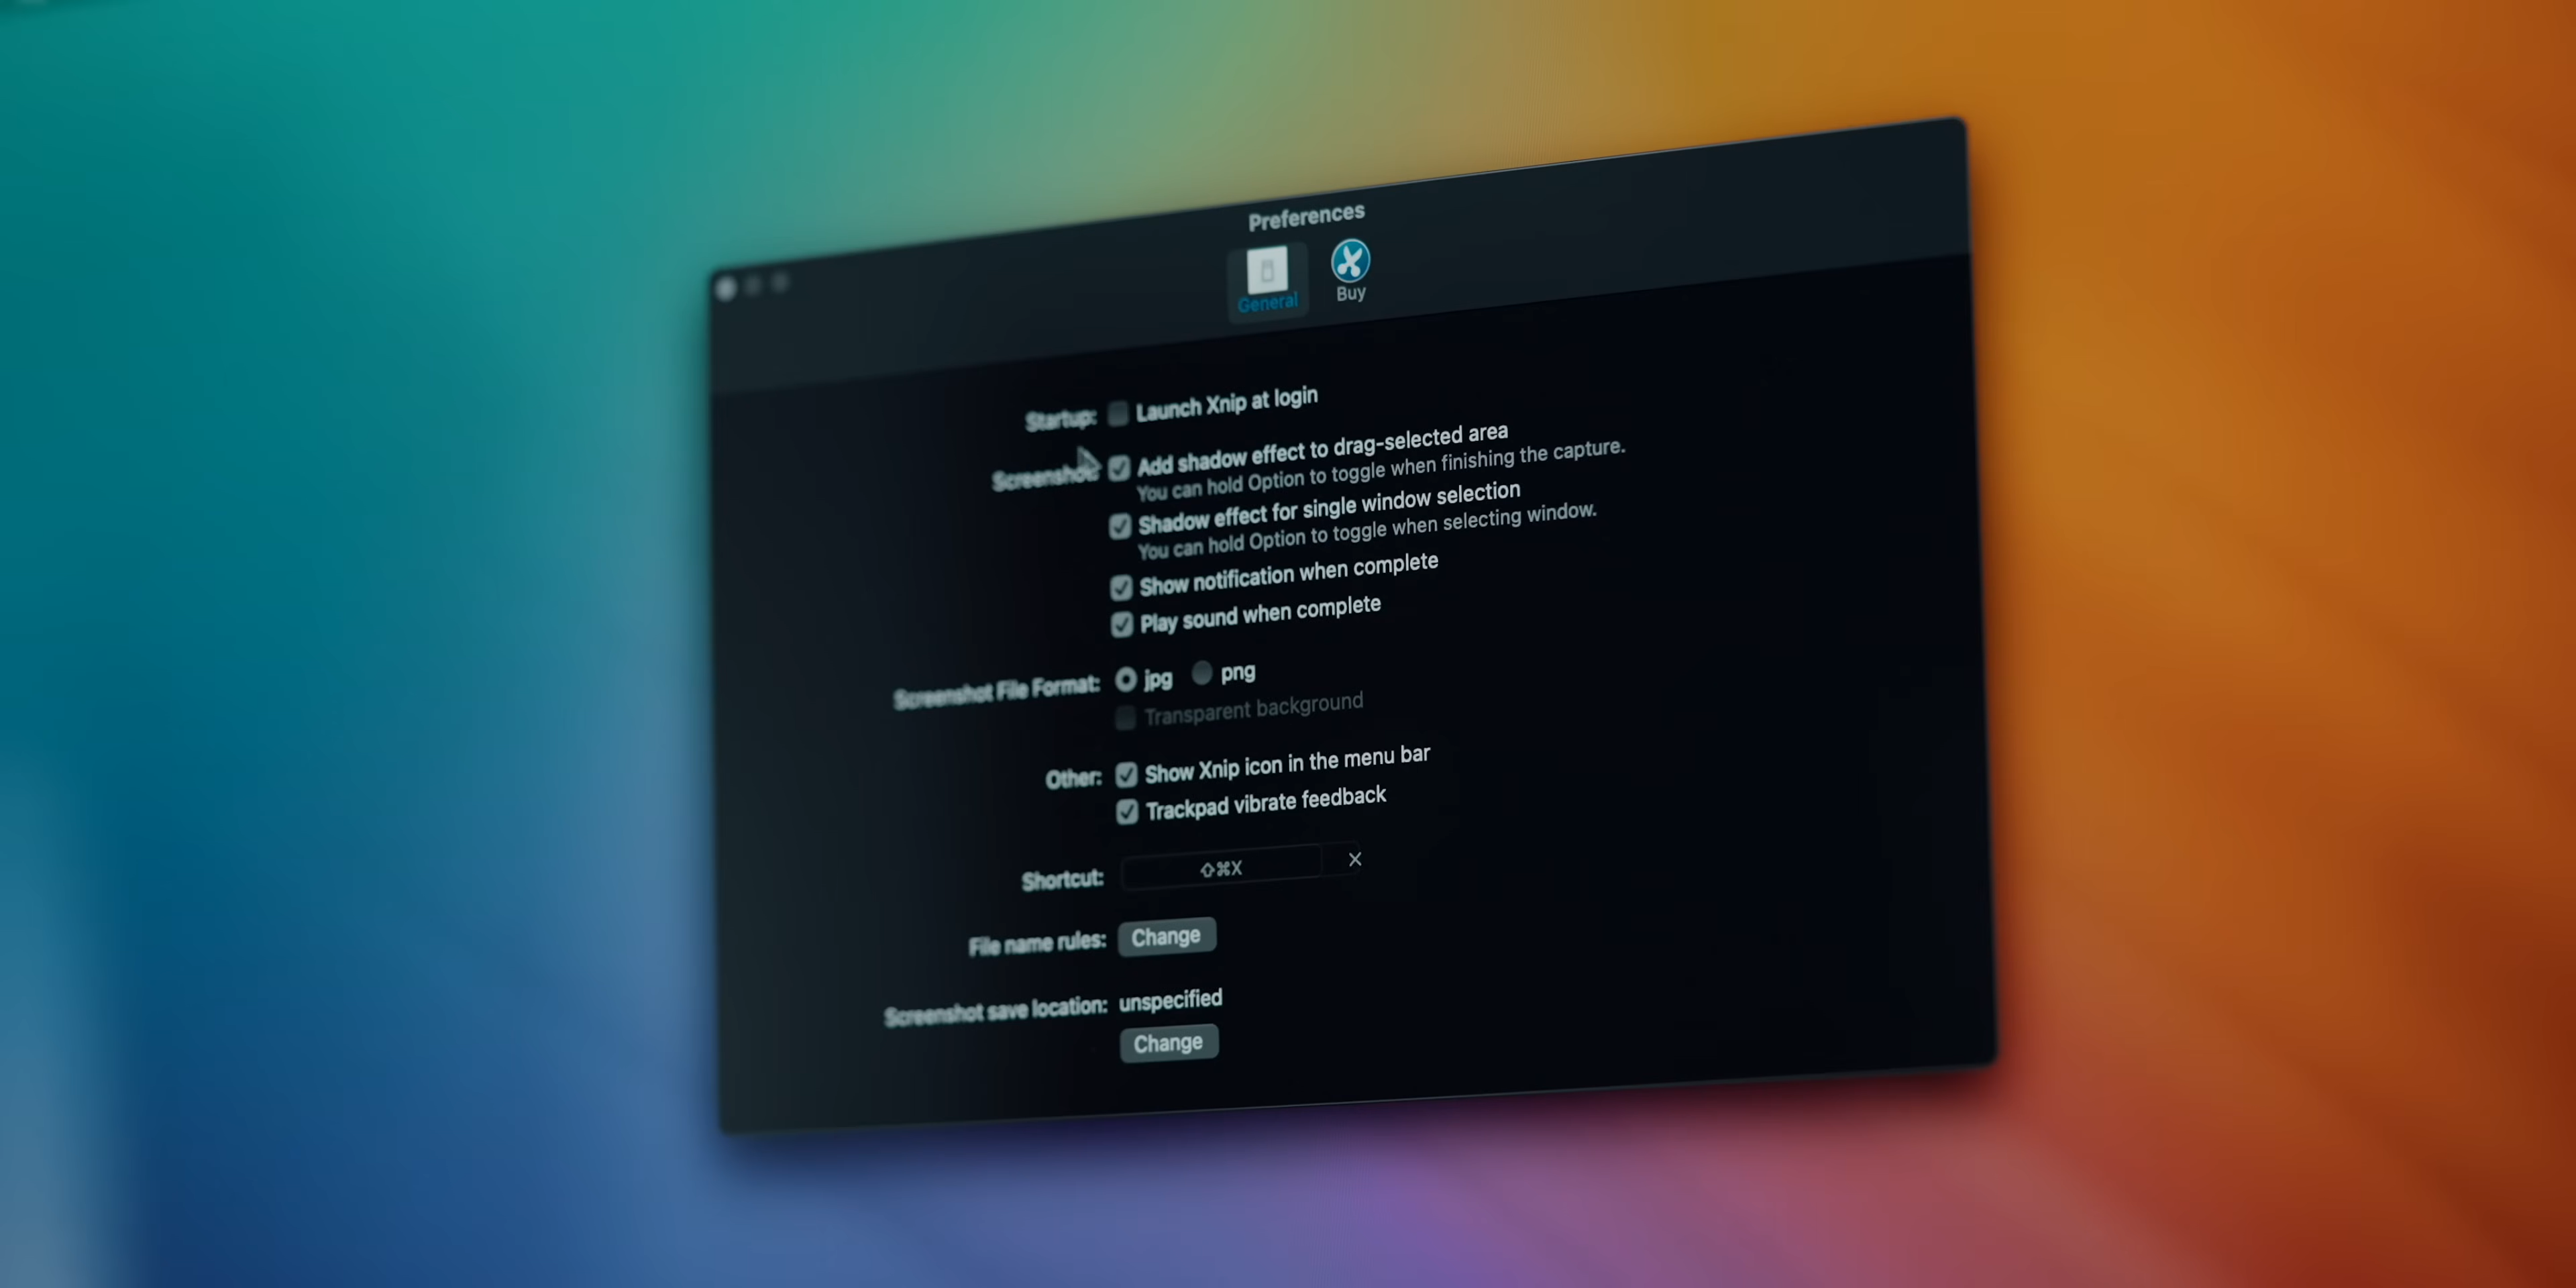 Preferences
General Buy
Startup: Launch Xnip at login
Screenshot: Add shadow effect to drag-selected area
You can hold Option to toggle when finishing the capture.
Shadow effect for single window selection
You can hold Option to toggle when selecting window.
Show notification when complete
Play sound when complete
Screenshot File Format: jpg png
Transparent background
Other: Show Xnip icon in the menu bar
Trackpad vibrate feedback
Shortcut: ⇧⌘X ×
File name rules: Change
Screenshot save location: unspecified
Change